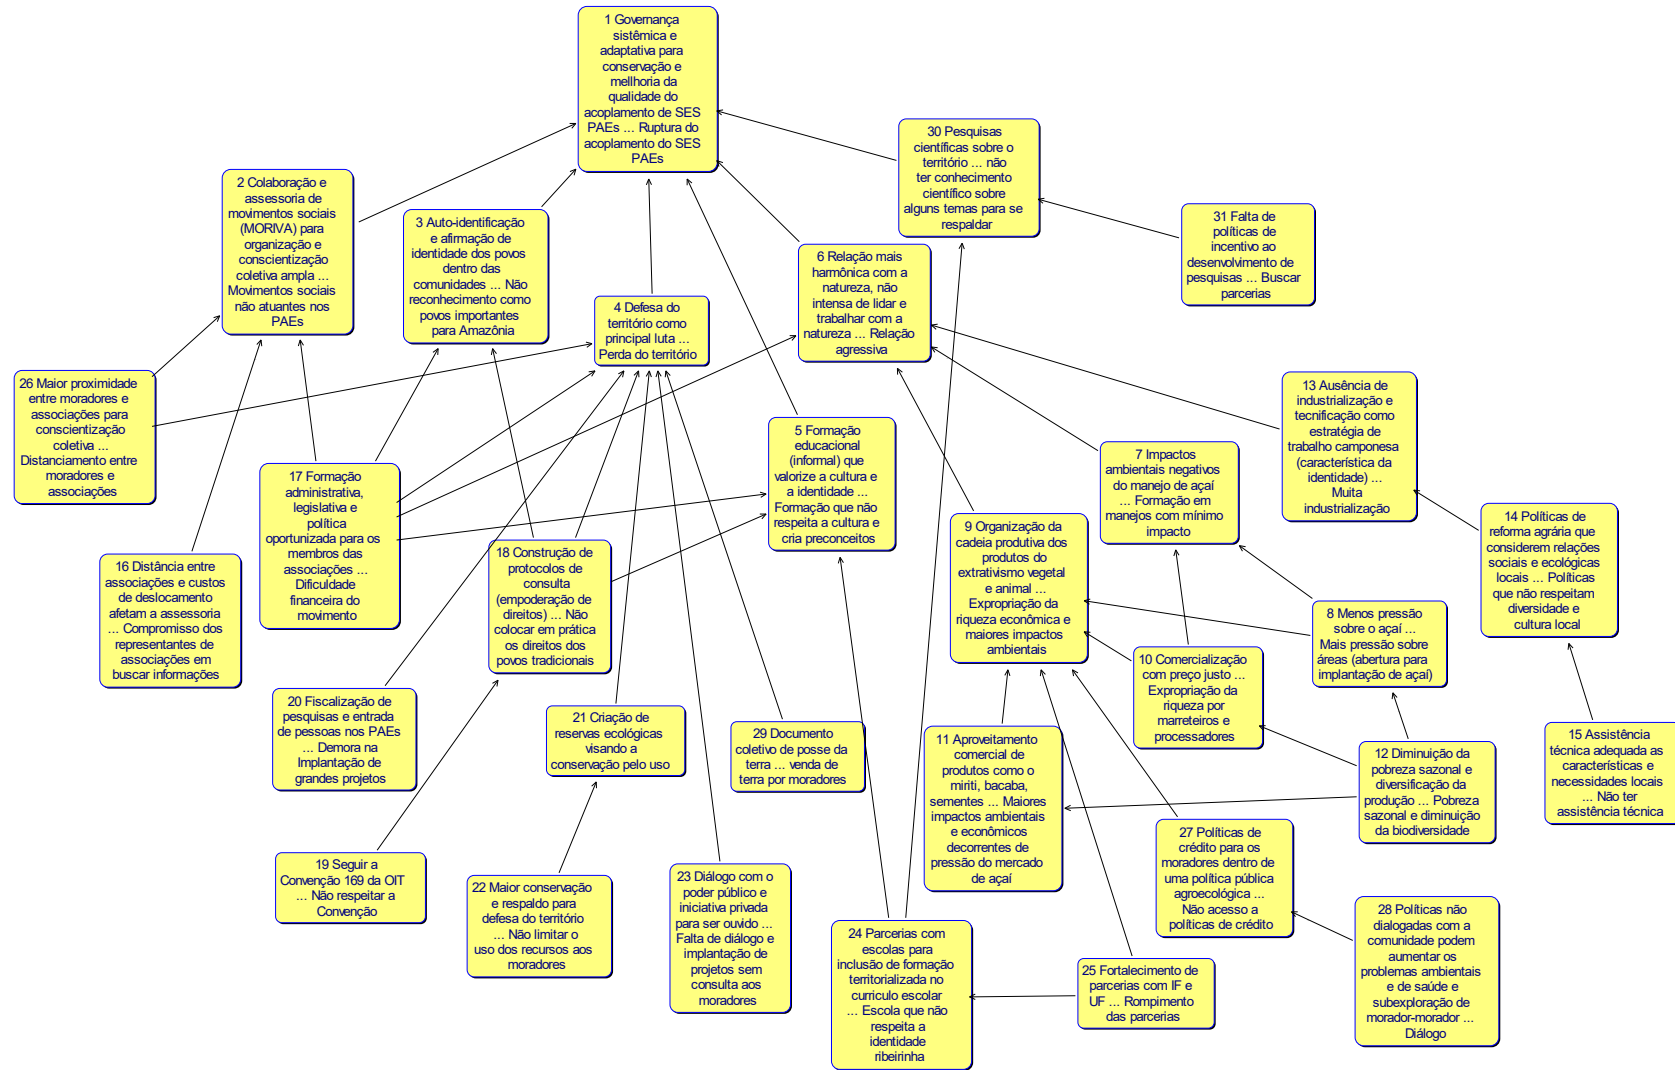 1 Governança
sistêmica e
adaptativa para
conservação e
mellhoria da
qualidade do
acoplamento de SES
PAEs ... Ruptura do
acoplamento do SES
PAEs
30 Pesquisas
científicas sobre o
território ... não
ter conhecimento
científico sobre
alguns temas para se
respaldar
2 Colaboração e
assessoria de
movimentos sociais
(MORIVA) para
organização e
conscientização
coletiva ampla ...
Movimentos sociais
não atuantes nos
PAEs
3 Auto-identificação
e afirmação de
identidade dos povos
dentro das
comunidades ... Não
reconhecimento como
povos importantes
para Amazônia
31 Falta de
políticas de
incentivo ao
desenvolvimento de
pesquisas ... Buscar
parcerias
6 Relação mais
harmônica com a
natureza, não
intensa de lidar e
trabalhar com a
natureza ... Relação
agressiva
4 Defesa do
território como
principal luta ...
Perda do território
26 Maior proximidade
entre moradores e
associações para
conscientização
coletiva ...
Distanciamento entre
moradores e
associações
13 Ausência de
industrialização e
tecnificação como
estratégia de
trabalho camponesa
(característica da
identidade) ...
Muita
industrialização
5 Formação
educacional
(informal) que
valorize a cultura e
a identidade ...
Formação que não
respeita a cultura e
cria preconceitos
7 Impactos
ambientais negativos
do manejo de açaí
... Formação em
manejos com mínimo
impacto
17 Formação
administrativa,
legislativa e
política
oportunizada para os
membros das
associações ...
Dificuldade
financeira do
movimento
14 Políticas de
reforma agrária que
considerem relações
sociais e ecológicas
locais ... Políticas
que não respeitam
diversidade e
cultura local
9 Organização da
cadeia produtiva dos
produtos do
extrativismo vegetal
e animal ...
Expropriação da
riqueza econômica e
maiores impactos
ambientais
18 Construção de
protocolos de
consulta
(empoderação de
direitos) ... Não
colocar em prática
os direitos dos
povos tradicionais
16 Distância entre
associações e custos
de deslocamento
afetam a assessoria
... Compromisso dos
representantes de
associações em
buscar informações
8 Menos pressão
sobre o açaí ...
Mais pressão sobre
áreas (abertura para
implantação de açaí)
10 Comercialização
com preço justo ...
Expropriação da
riqueza por
marreteiros e
processadores
20 Fiscalização de
pesquisas e entrada
de pessoas nos PAEs
... Demora na
Implantação de
grandes projetos
21 Criação de
reservas ecológicas
visando a
conservação pelo uso
29 Documento
coletivo de posse da
terra ... venda de
terra por moradores
11 Aproveitamento
comercial de
produtos como o
miriti, bacaba,
sementes ... Maiores
impactos ambientais
e econômicos
decorrentes de
pressão do mercado
de açaí
15 Assistência
técnica adequada as
características e
necessidades locais
... Não ter
assistência técnica
12 Diminuição da
pobreza sazonal e
diversificação da
produção ... Pobreza
sazonal e diminuição
da biodiversidade
27 Políticas de
crédito para os
moradores dentro de
uma política pública
agroecológica ...
Não acesso a
políticas de crédito
19 Seguir a
Convenção 169 da OIT
... Não respeitar a
Convenção
22 Maior conservação
e respaldo para
defesa do território
... Não limitar o
uso dos recursos aos
moradores
23 Diálogo com o
poder público e
iniciativa privada
para ser ouvido ...
Falta de diálogo e
implantação de
projetos sem
consulta aos
moradores
28 Políticas não
dialogadas com a
comunidade podem
aumentar os
problemas ambientais
e de saúde e
subexploração de
morador-morador ...
Diálogo
24 Parcerias com
escolas para
inclusão de formação
territorializada no
curriculo escolar
... Escola que não
respeita a
identidade
ribeirinha
25 Fortalecimento de
parcerias com IF e
UF ... Rompimento
das parcerias